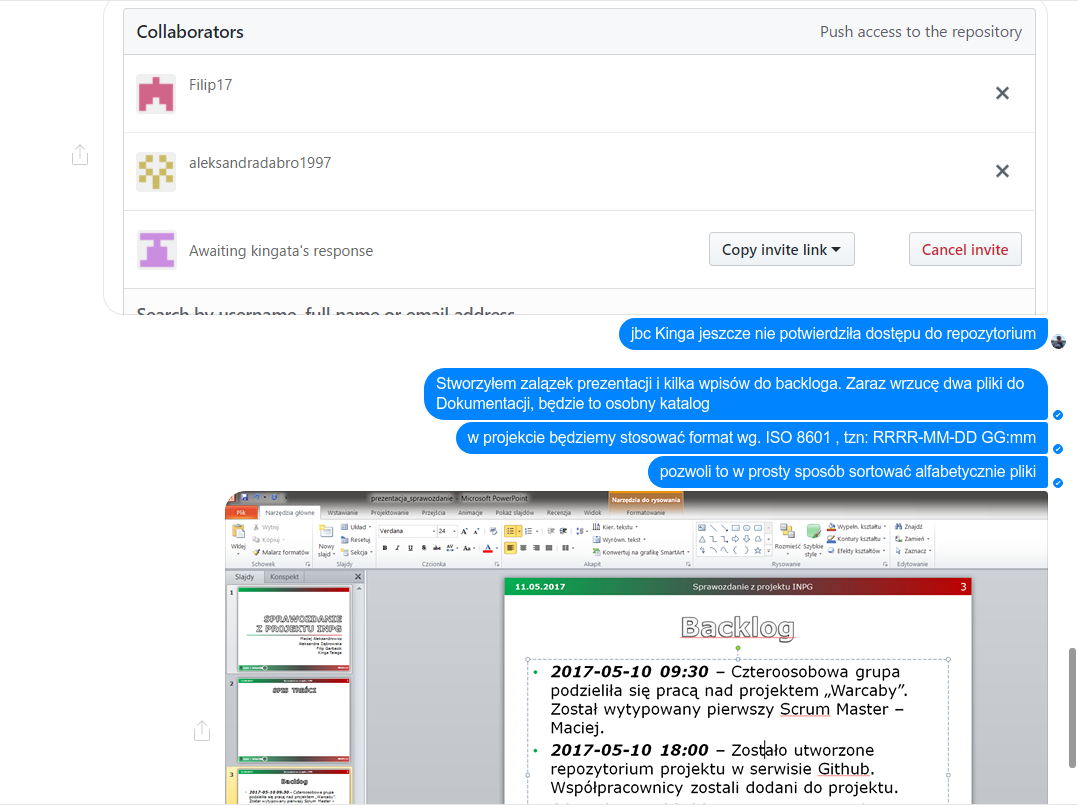 Collaborators
Push access to the repository
Filip17
aleksandradabro1997
Awaiting kingata's response
Copy invite link
Cancel invite
Search by username, full name or email address
jbc Kinga jeszcze nie potwierdziła dostępu do repozytorium
Stworzyłem zalązek prezentacji i kilka wpisów do backloga. Zaraz wrzucę dwa pliki do
Dokumentacji, będzie to osobny katalog
w projekcie będziemy stosować format wg. ISO 8601 , tzn: RRRR-MM-DD GG:mm
pozwoli to w prosty sposób sortować alfabetycznie pliki
prezentacja_sprawozdanie - Microsoft PowerPoint
Narzędzia do rysowania
Plik
Narzędzia główne
Wstawianie
Projektowanie
Przejścia
Animacje
Pokaz slajdów
Recenzja
Widok
Formatowanie
Wklej
Wytnij
Kopiuj
Malarz formatów
Schowek
Nowy
slajd
Układ
Resetuj
Sekcja
Slajdy
Verdana
24
Czcionka
Kier. tekstu
Wyrówn. tekst
Konwertuj na grafikę SmartArt
Akapit
Rozmieść
Szybkie
style
Wypełn. kształtu
Kontury kształtu
Efekty kształtów
Rysowanie
Znajdź
Zamień
Zaznacz
Edytowanie
Slajdy
Konspekt
1
SPRAWOZDANIE
Z PROJEKTU INPG
2
SPIS TREŚCI
3
Backlog
11.05.2017
Sprawozdanie z projektu INPG
3
Backlog
• 2017-05-10 09:30 – Czteroosobowa grupa
podzieliła się pracą nad projektem „Warcaby”.
Został wytypowany pierwszy Scrum Master –
Maciej.
• 2017-05-10 18:00 – Zostało utworzone
repozytorium projektu w serwisie Github.
Współpracownicy zostali dodani do projektu.